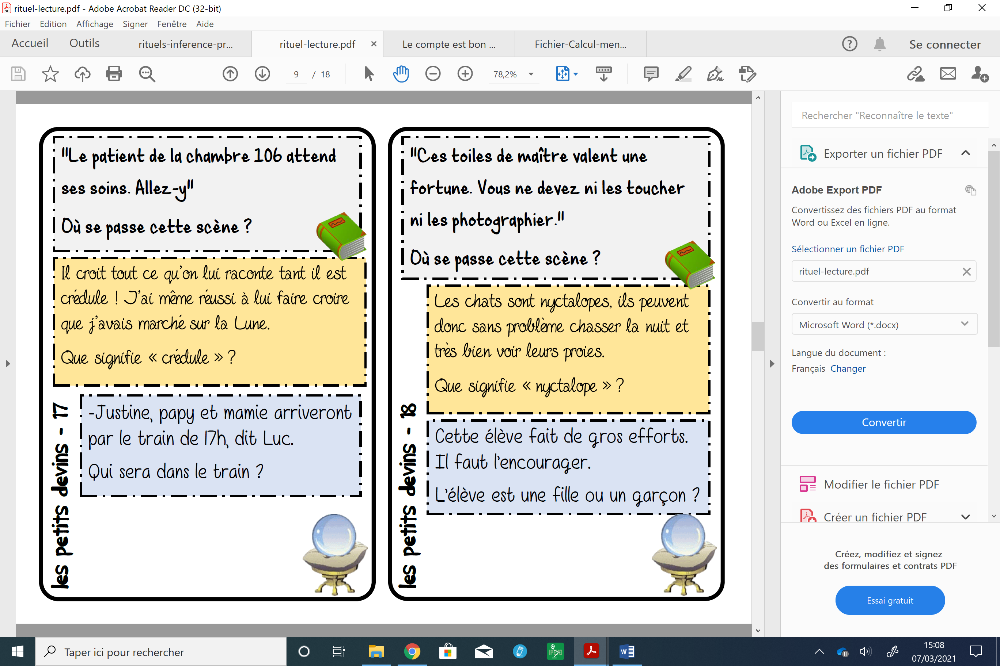 rituel-lecture.pdf - Adobe Acrobat Reader DC (32-bit)
Fichier Edition Affichage Signer Fenêtre Aide
Accueil Outils rituels-inference-pr... rituel-lecture.pdf Le compte est bon ... Fichier-Calcul-men... Se connecter
9 / 18 78,2%
"Le patient de la chambre 106 attend
ses soins. Allez-y"
Où se passe cette scène ?
Il croit tout ce qu'on lui raconte tant il est
crédule ! J'ai même réussi à lui faire croire
que j'avais marché sur la Lune.
Que signifie « crédule » ?
les petits devins - 17
-Justine, papy et mamie arriveront
par le train de 17h, dit Luc.
Qui sera dans le train ?
"Ces toiles de maître valent une
fortune. Vous ne devez ni les toucher
ni les photographier."
Où se passe cette scène ?
Les chats sont nyctalopes, ils peuvent
donc sans problème chasser la nuit et
très bien voir leurs proies.
Que signifie « nyctalope » ?
les petits devins - 18
Cette élève fait de gros efforts.
Il faut l'encourager.
L'élève est une fille ou un garçon ?
Rechercher "Reconnaître le texte"
Exporter un fichier PDF
Adobe Export PDF
Convertissez des fichiers PDF au format
Word ou Excel en ligne.
Sélectionner un fichier PDF
rituel-lecture.pdf
Convertir au format
Microsoft Word (*.docx)
Langue du document :
Français Changer
Convertir
Modifier le fichier PDF
Créer un fichier PDF
Créez, modifiez et signez
des formulaires et contrats PDF
Essai gratuit
Taper ici pour rechercher
IPEVO
15:08
07/03/2021